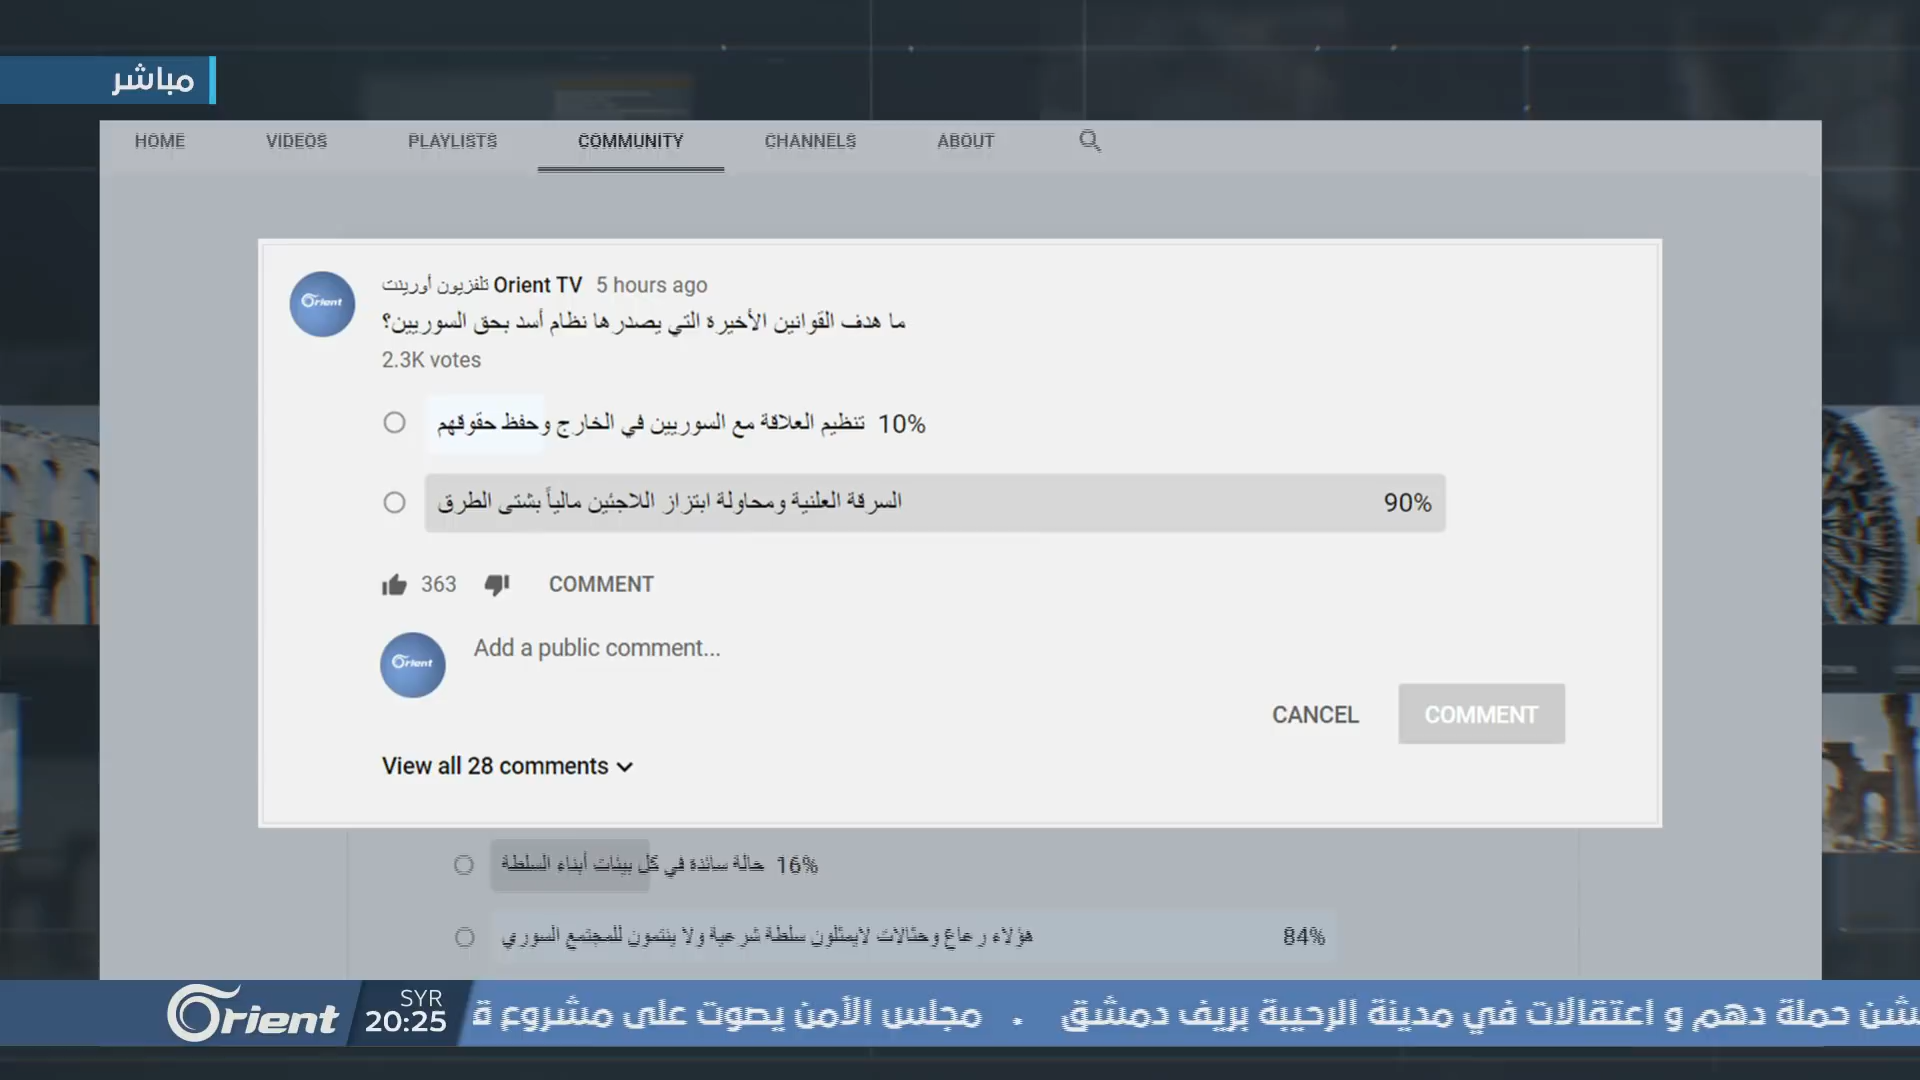 مباشر
HOME VIDEOS PLAYLISTS COMMUNITY CHANNELS ABOUT
Orient
تلفزيون أورينت Orient TV 5 hours ago
ما هدف القوانين الأخيرة التي يصدرها نظام أسد بحق السوريين؟
2.3K votes
تنظيم العلاقة مع السوريين في الخارج وحفظ حقوقهم 10%
السرقة العلنية ومحاولة ابتزاز اللاجئين مالياً بشتى الطرق 90%
363 COMMENT
Orient
Add a public comment...
CANCEL COMMENT
View all 28 comments
حالة سائدة في كل بيئات أبناء السلطة 16%
هؤلاء رعاع وحثالات لايمثلون سلطة شرعية ولا ينتمون للمجتمع السوري 84%
Orient
SYR
20:25
شن حملة دهم و اعتقالات في مدينة الرحيبة بريف دمشق . مجلس الأمن يصوت على مشروع ق